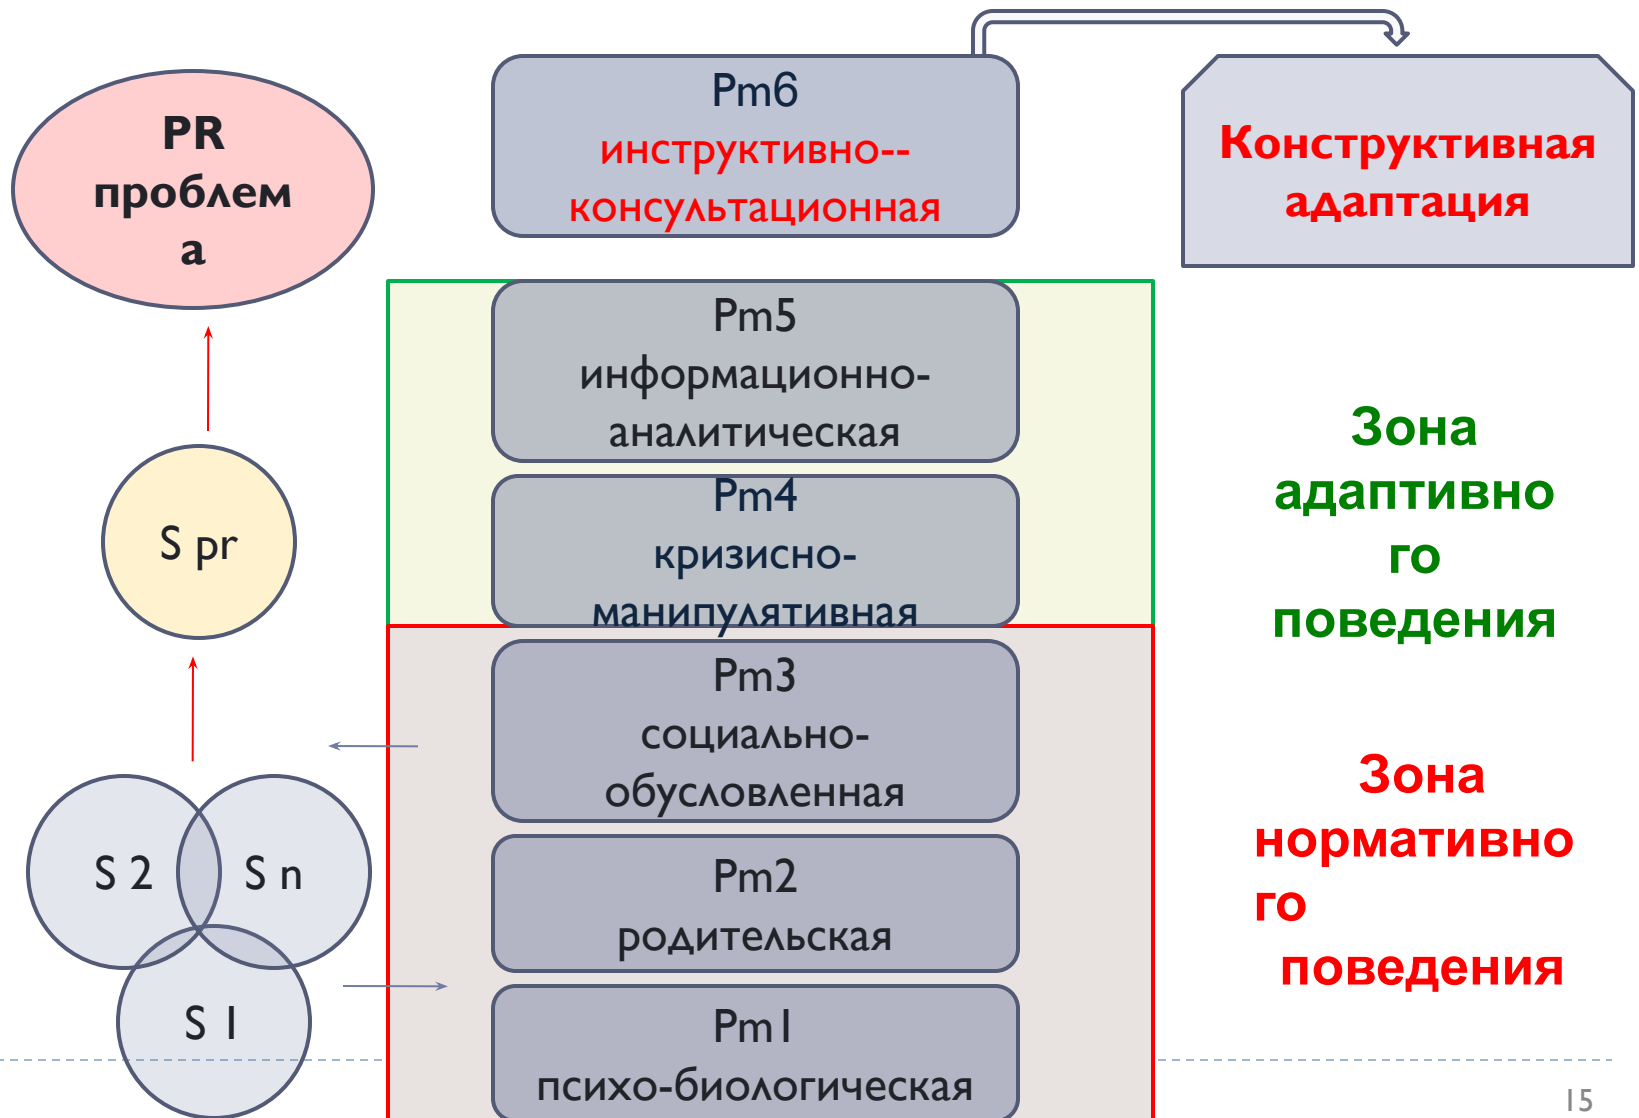 PR
проблем
а
S pr
S 2
S n
S 1
Pm6
инструктивно--
консультационная
Pm5
информационно-
аналитическая
Pm4
кризисно-
манипулятивная
Pm3
социально-
обусловленная
Pm2
родительская
Pm1
психо-биологическая
Конструктивная
адаптация
Зона
адаптивно
го
поведения
Зона
нормативно
го
поведения
15